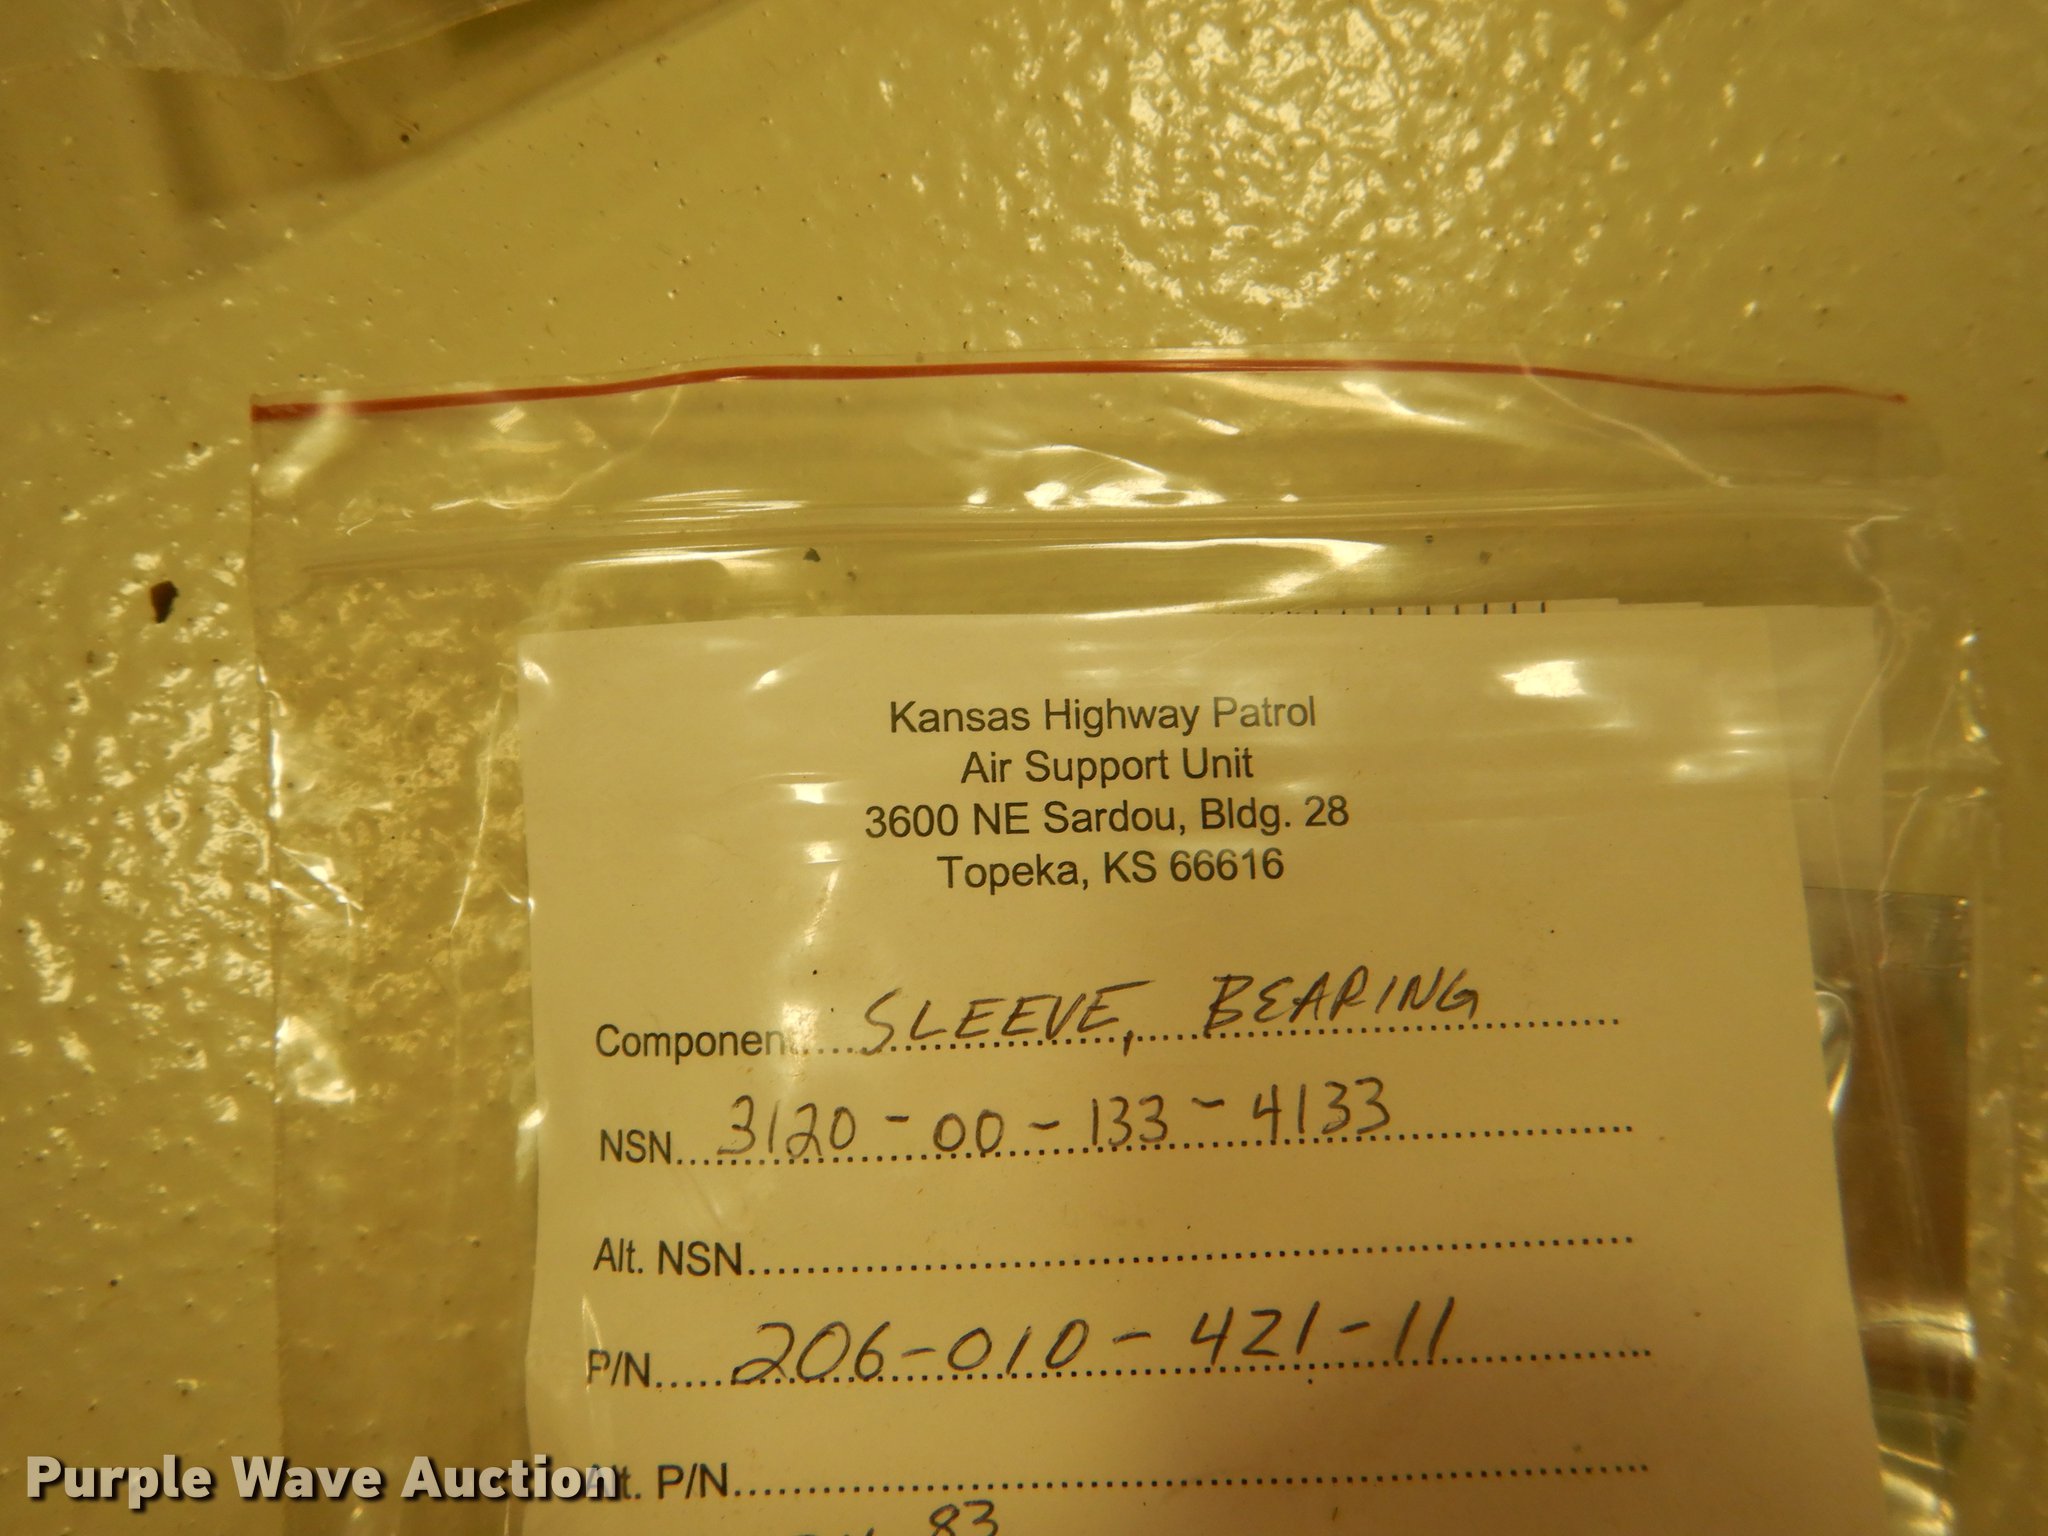 Kansas Highway Patrol
Air Support Unit
3600 NE Sardou, Bldg. 28
Topeka, KS 66616
Component....SLEEVE, BEARING
NSN....3120-00-133-4133
Alt. NSN....
P/N....206-010-421-11
Alt. P/N....
83
Purple Wave Auction